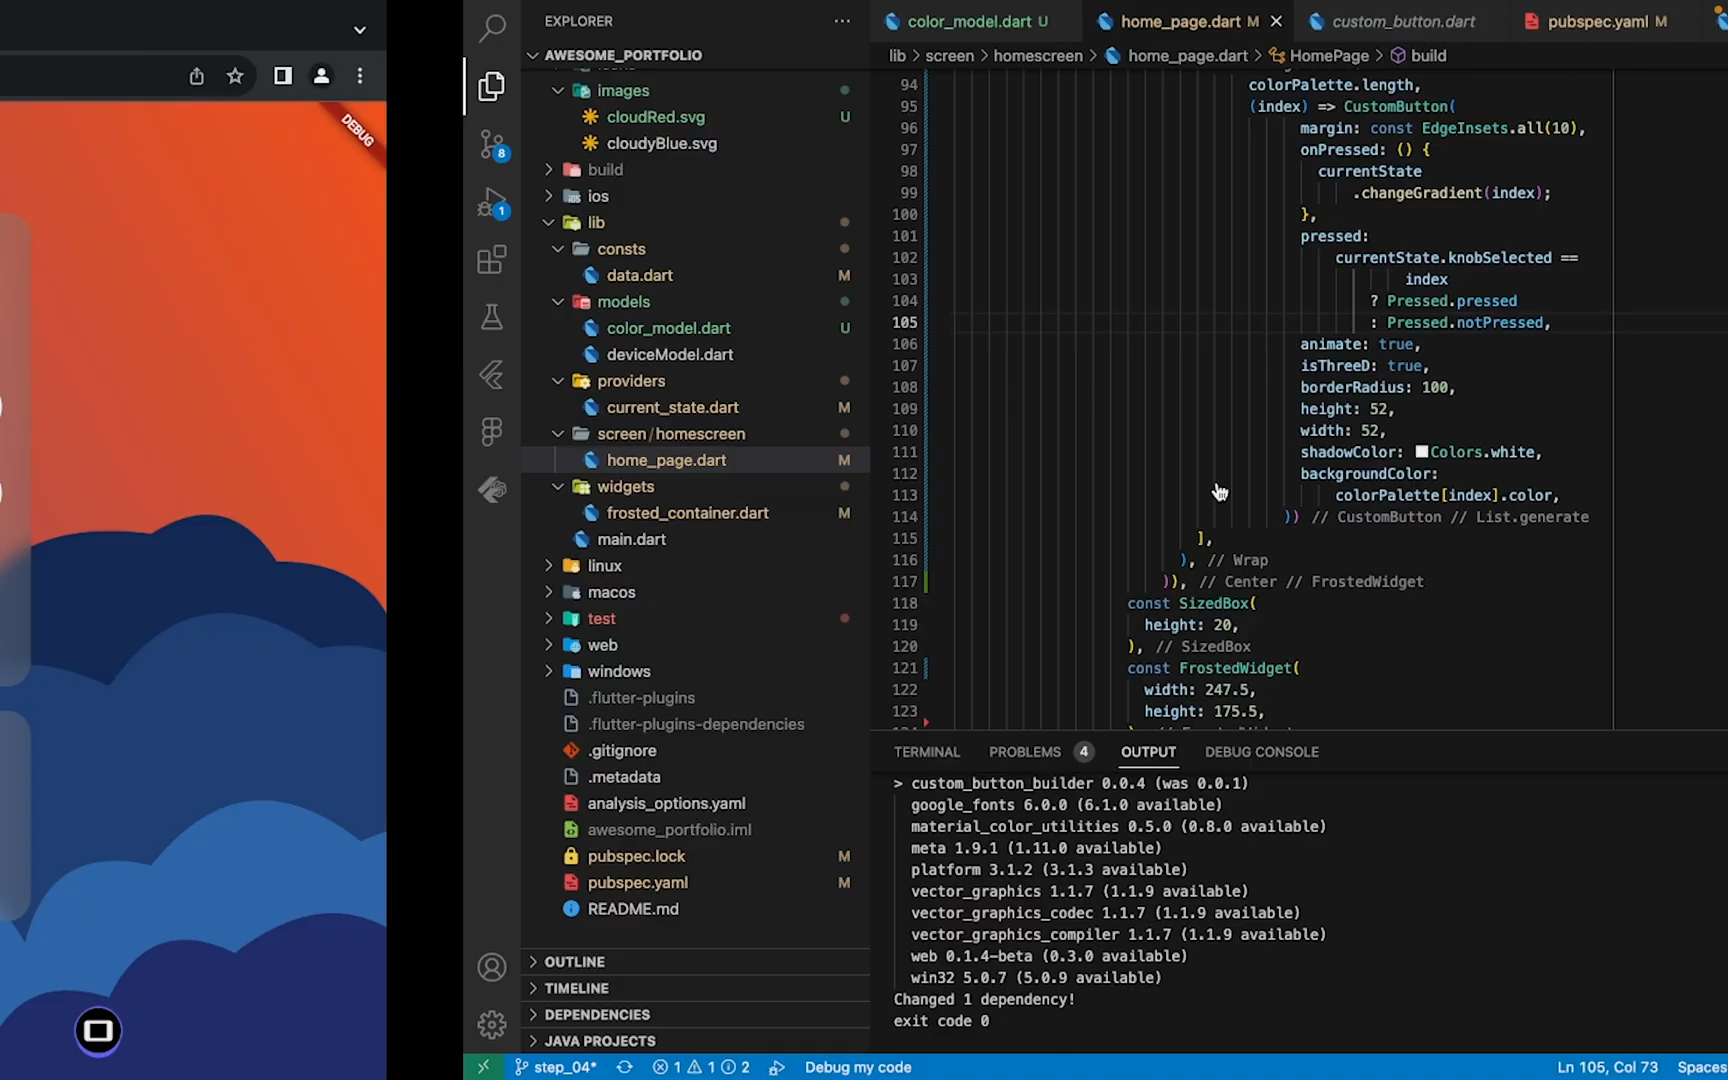 DEBUG
EXPLORER
AWESOME_PORTFOLIO
images
cloudRed.svg U
cloudyBlue.svg
build
ios
lib
consts
data.dart M
models
color_model.dart U
deviceModel.dart
providers
current_state.dart M
screen/homescreen
home_page.dart M
widgets
frosted_container.dart M
main.dart
linux
macos
test
web
windows
.flutter-plugins
.flutter-plugins-dependencies
.gitignore
.metadata
analysis_options.yaml
awesome_portfolio.iml
pubspec.lock M
pubspec.yaml M
README.md
OUTLINE
TIMELINE
DEPENDENCIES
JAVA PROJECTS
8
1
color_model.dart U home_page.dart M custom_button.dart pubspec.yaml M
lib > screen > homescreen > home_page.dart > HomePage > build
94 colorPalette.length,
95 (index) => CustomButton(
96 margin: const EdgeInsets.all(10),
97 onPressed: () {
98 currentState
99 .changeGradient(index);
100 },
101 pressed:
102 currentState.knobSelected ==
103 index
104 ? Pressed.pressed
105 : Pressed.notPressed,
106 animate: true,
107 isThreeD: true,
108 borderRadius: 100,
109 height: 52,
110 width: 52,
111 shadowColor: Colors.white,
112 backgroundColor:
113 colorPalette[index].color,
114 )) // CustomButton // List.generate
115 ],
116 ), // Wrap
117 )), // Center // FrostedWidget
118 const SizedBox(
119 height: 20,
120 ), // SizedBox
121 const FrostedWidget(
122 width: 247.5,
123 height: 175.5,
TERMINAL PROBLEMS 4 OUTPUT DEBUG CONSOLE
> custom_button_builder 0.0.4 (was 0.0.1)
google_fonts 6.0.0 (6.1.0 available)
material_color_utilities 0.5.0 (0.8.0 available)
meta 1.9.1 (1.11.0 available)
platform 3.1.2 (3.1.3 available)
vector_graphics 1.1.7 (1.1.9 available)
vector_graphics_codec 1.1.7 (1.1.9 available)
vector_graphics_compiler 1.1.7 (1.1.9 available)
web 0.1.4-beta (0.3.0 available)
win32 5.0.7 (5.0.9 available)
Changed 1 dependency!
exit code 0
step_04* 1 1 2 Debug my code Ln 105, Col 73 Spaces